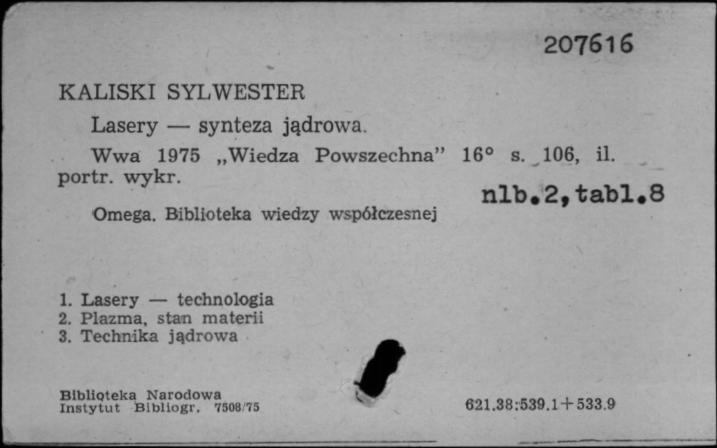 207616
KALISKI SYLWESTER
Lasery — synteza jądrowa.
Wwa 1975 „Wiedza Powszechna” 16° s. 106, il.
portr. wykr.
nlb.2,tabl.8
Omega. Biblioteka wiedzy współczesnej
1. Lasery — technologia
2. Plazma, stan materii
3. Technika jądrowa
Biblioteka Narodowa
Instytut Bibliogr. 7508/75
621.38:539.1+533.9